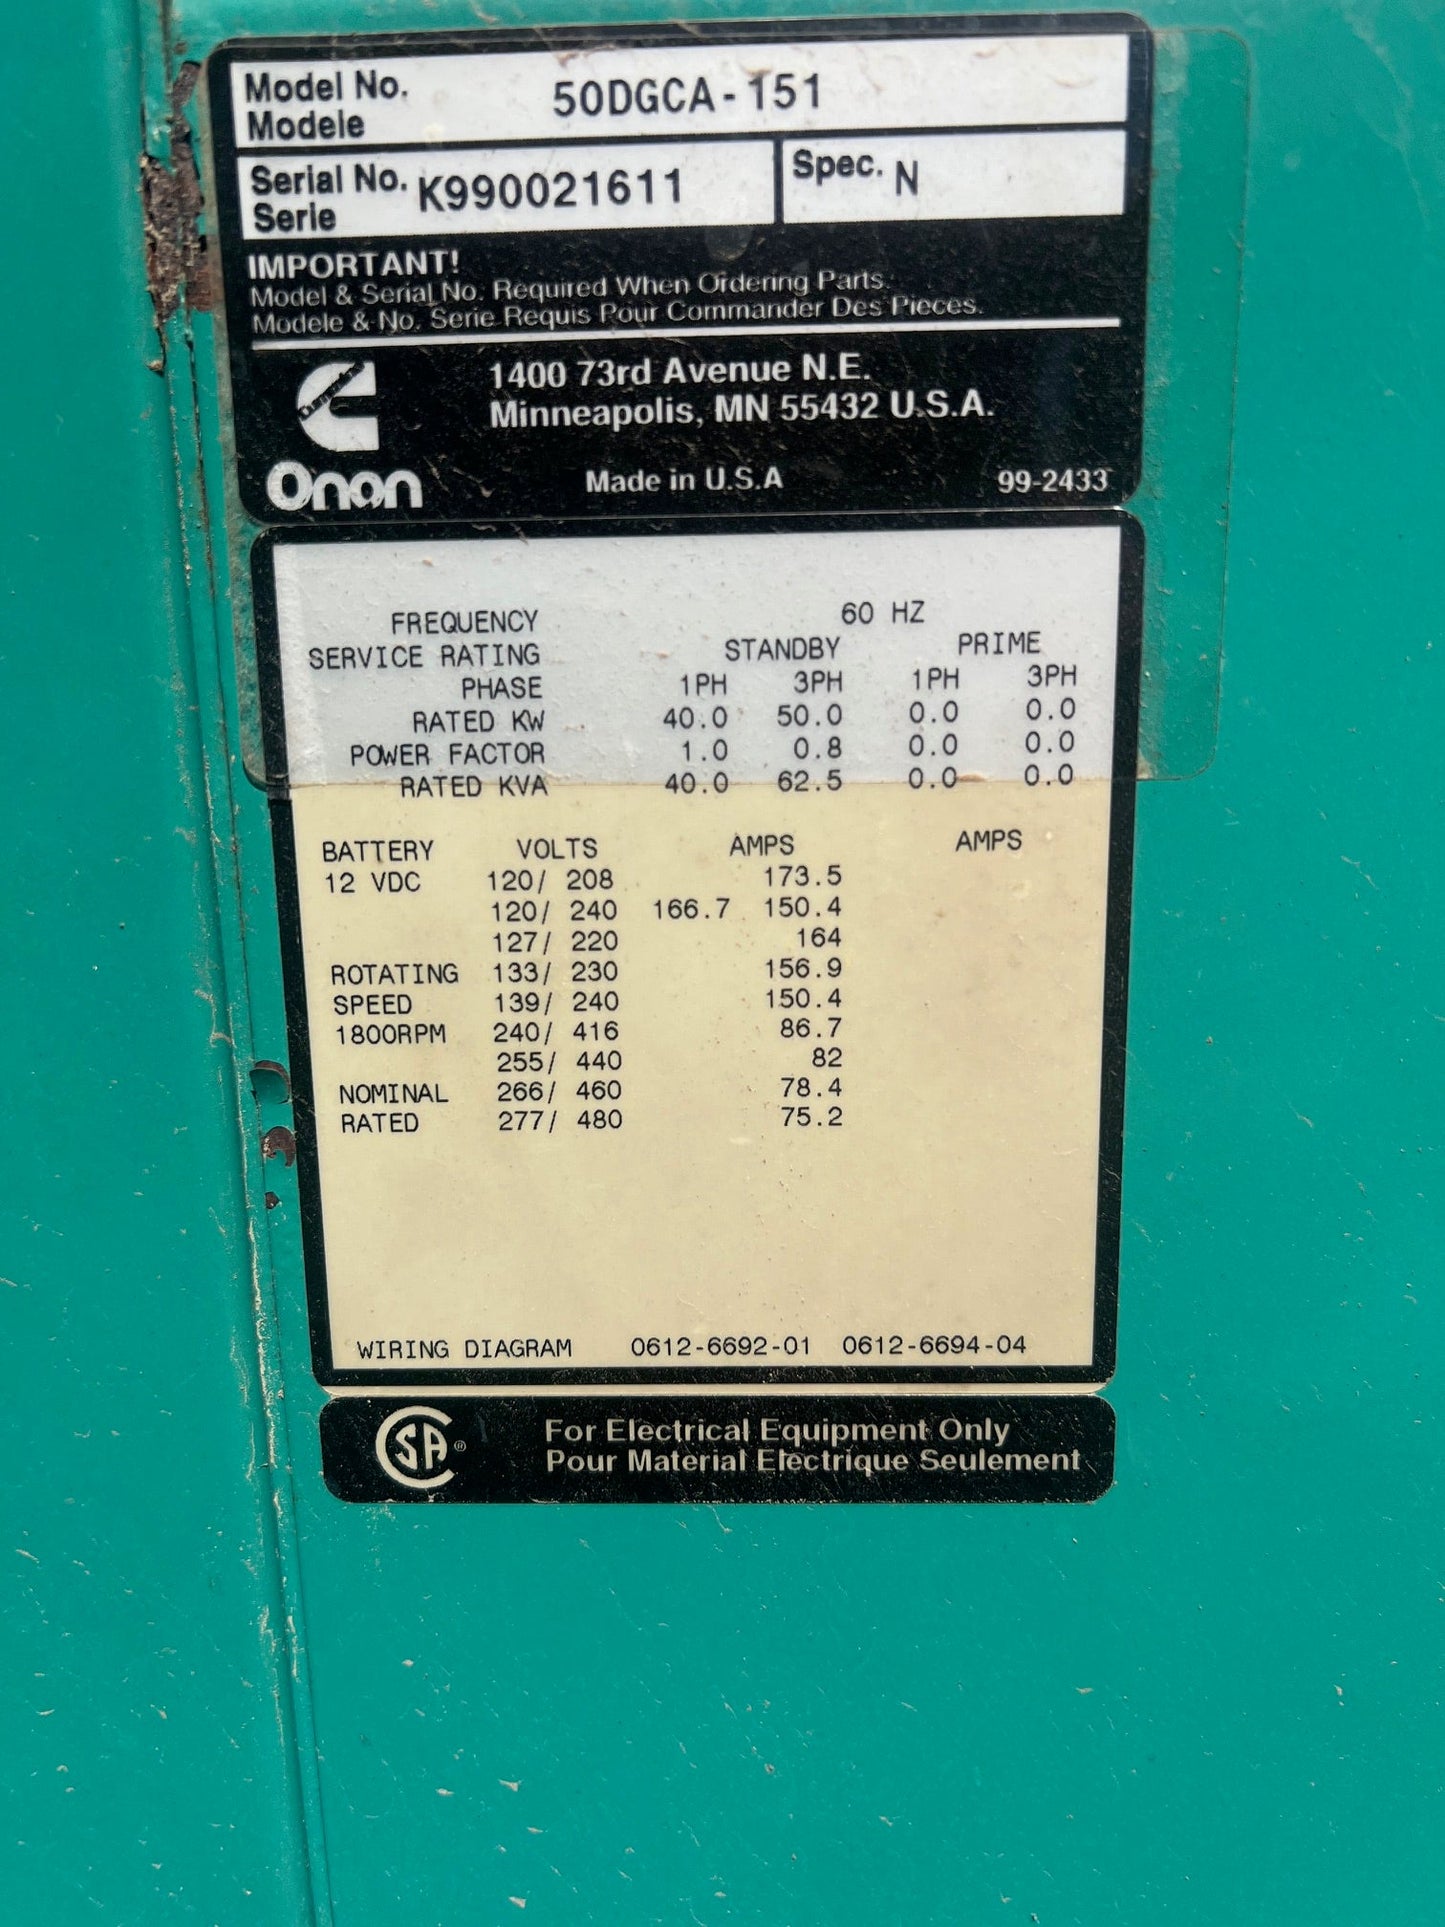 Model No. 50DGCA-151
Modele
Serial No. K990021611 Spec. N
Serie
IMPORTANT!
Model & Serial No. Required When Ordering Parts.
Modele & No. Serie Requis Pour Commander Des Pieces.
1400 73rd Avenue N.E.
Minneapolis, MN 55432 U.S.A.
Onan Made in U.S.A 99-2433
FREQUENCY 60 HZ
SERVICE RATING STANDBY PRIME
PHASE 1PH 3PH 1PH 3PH
RATED KW 40.0 50.0 0.0 0.0
POWER FACTOR 1.0 0.8 0.0 0.0
RATED KVA 40.0 62.5 0.0 0.0
BATTERY VOLTS AMPS AMPS
12 VDC 120/ 208 173.5
120/ 240 166.7 150.4
127/ 220 164
ROTATING 133/ 230 156.9
SPEED 139/ 240 150.4
1800RPM 240/ 416 86.7
255/ 440 82
NOMINAL 266/ 460 78.4
RATED 277/ 480 75.2
WIRING DIAGRAM 0612-6692-01 0612-6694-04
CSA ® For Electrical Equipment Only
Pour Material Electrique Seulement